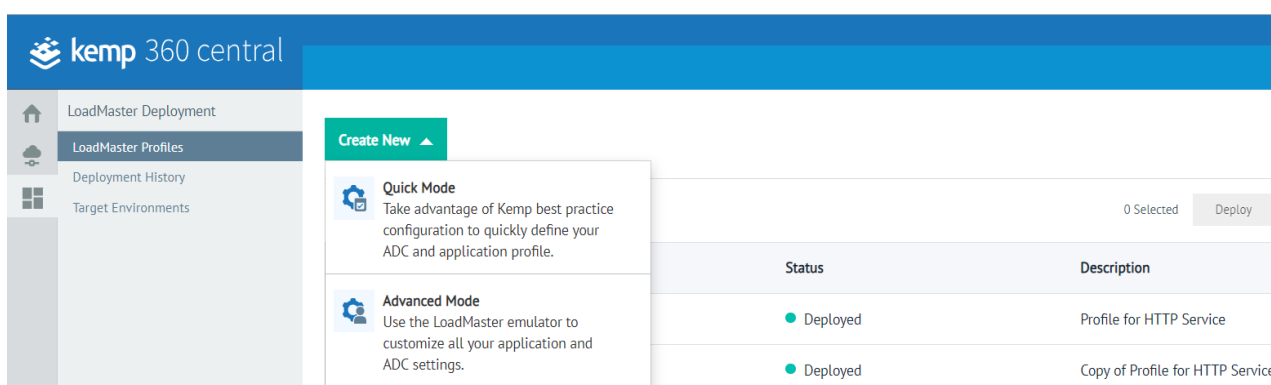 kemp 360 central
LoadMaster Deployment
LoadMaster Profiles
Deployment History
Target Environments
Create New
Quick Mode
Take advantage of Kemp best practice
configuration to quickly define your
ADC and application profile.
Advanced Mode
Use the LoadMaster emulator to
customize all your application and
ADC settings.
0 Selected Deploy
Status Description
Deployed Profile for HTTP Service
Deployed Copy of Profile for HTTP Service